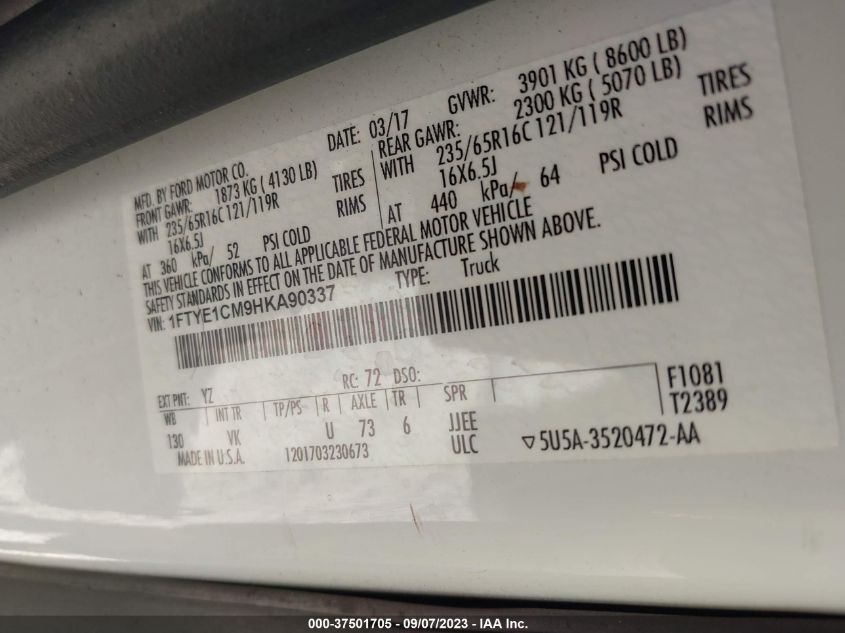 MFD. BY FORD MOTOR CO.
DATE: 03/17
GVWR: 3901 KG ( 8600 LB)
FRONT GAWR: 1873 KG ( 4130 LB)
REAR GAWR: 2300 KG ( 5070 LB)
WITH 235/65R16C 121/119R TIRES
WITH 235/65R16C 121/119R TIRES
16X6.5J RIMS
16X6.5J RIMS
AT 360 kPa/ 52 PSI COLD
AT 440 kPa/ 64 PSI COLD
THIS VEHICLE CONFORMS TO ALL APPLICABLE FEDERAL MOTOR VEHICLE
SAFETY STANDARDS IN EFFECT ON THE DATE OF MANUFACTURE SHOWN ABOVE.
VIN: 1FTYE1CM9HKA90337
TYPE: Truck
EXT PNT: YZ RC: 72 DSO:
WB INT TR TP/PS R AXLE TR SPR
130 VK U 73 6 JJEE
F1081
T2389
MADE IN U.S.A. 1201703230673 ULC
5U5A-3520472-AA
000-37501705 - 09/07/2023 - IAA Inc.